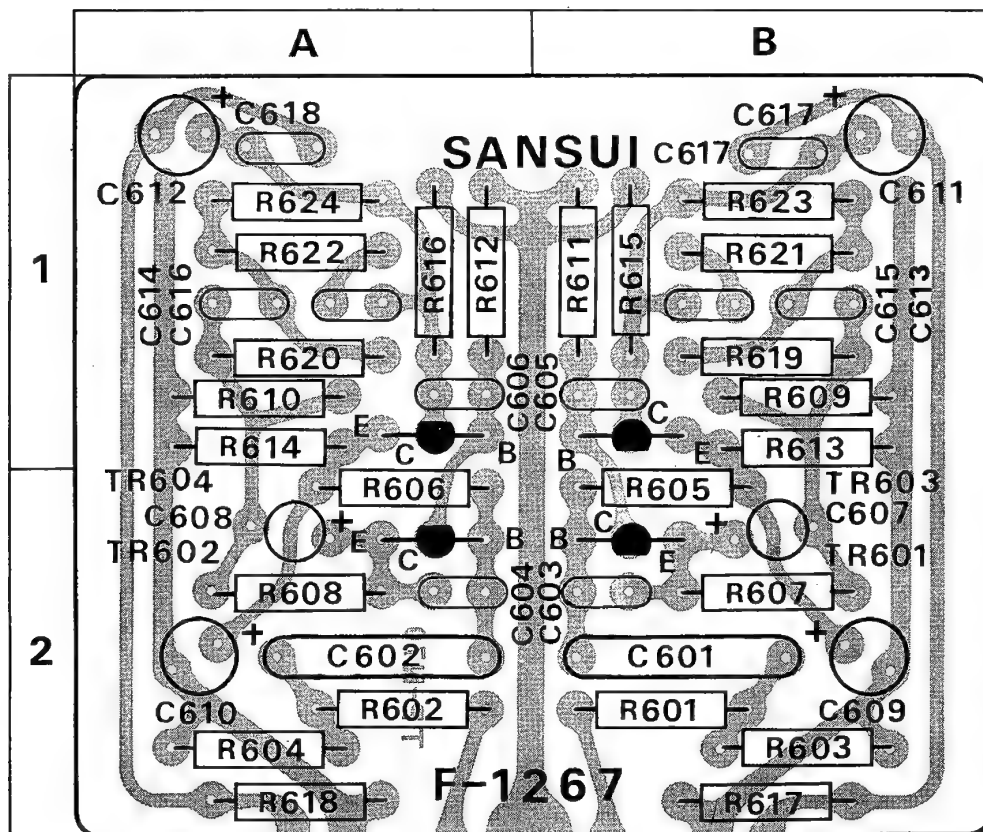 A B
1
2
+ C618 C617 +
SANSUI C617
C612 C611
R624 R623
R622 R621
R616 R612 R611 R615
C614 C616 C615 C613
R620 R619
C606 C605
R610 R609
E C B B C E
R614 R613
TR604 TR603
R606 R605
C608 C607
+ E C B B C E +
TR602 TR601
R608 R607
C604 C603
+ +
C602 C601
R602 R601
C610 C609
R604 R603
F-1267
R618 R617